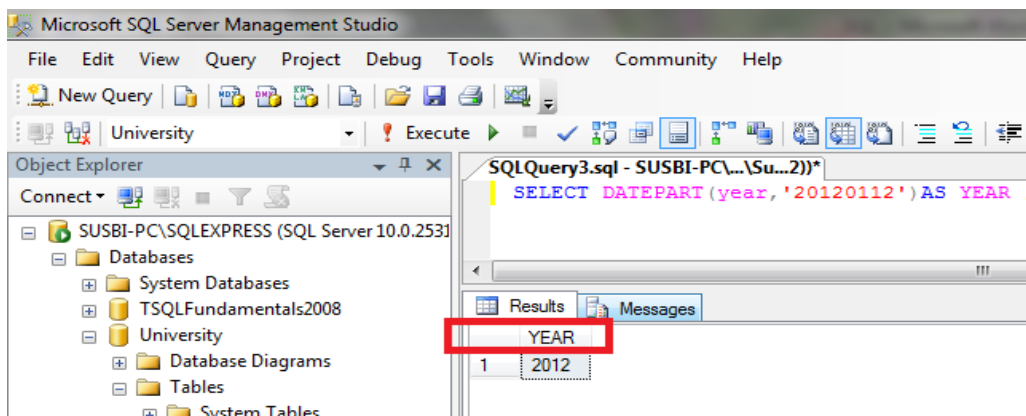 Microsoft SQL Server Management Studio
File Edit View Query Project Debug Tools Window Community Help
New Query
University Execute
Object Explorer
Connect
SUSBI-PC\SQLEXPRESS (SQL Server 10.0.2531
Databases
System Databases
TSQLFundamentals2008
University
Database Diagrams
Tables
System Tables
SQLQuery3.sql - SUSBI-PC\...\Su...2))*
SELECT DATEPART(year,'20120112')AS YEAR
Results Messages
YEAR
1 2012